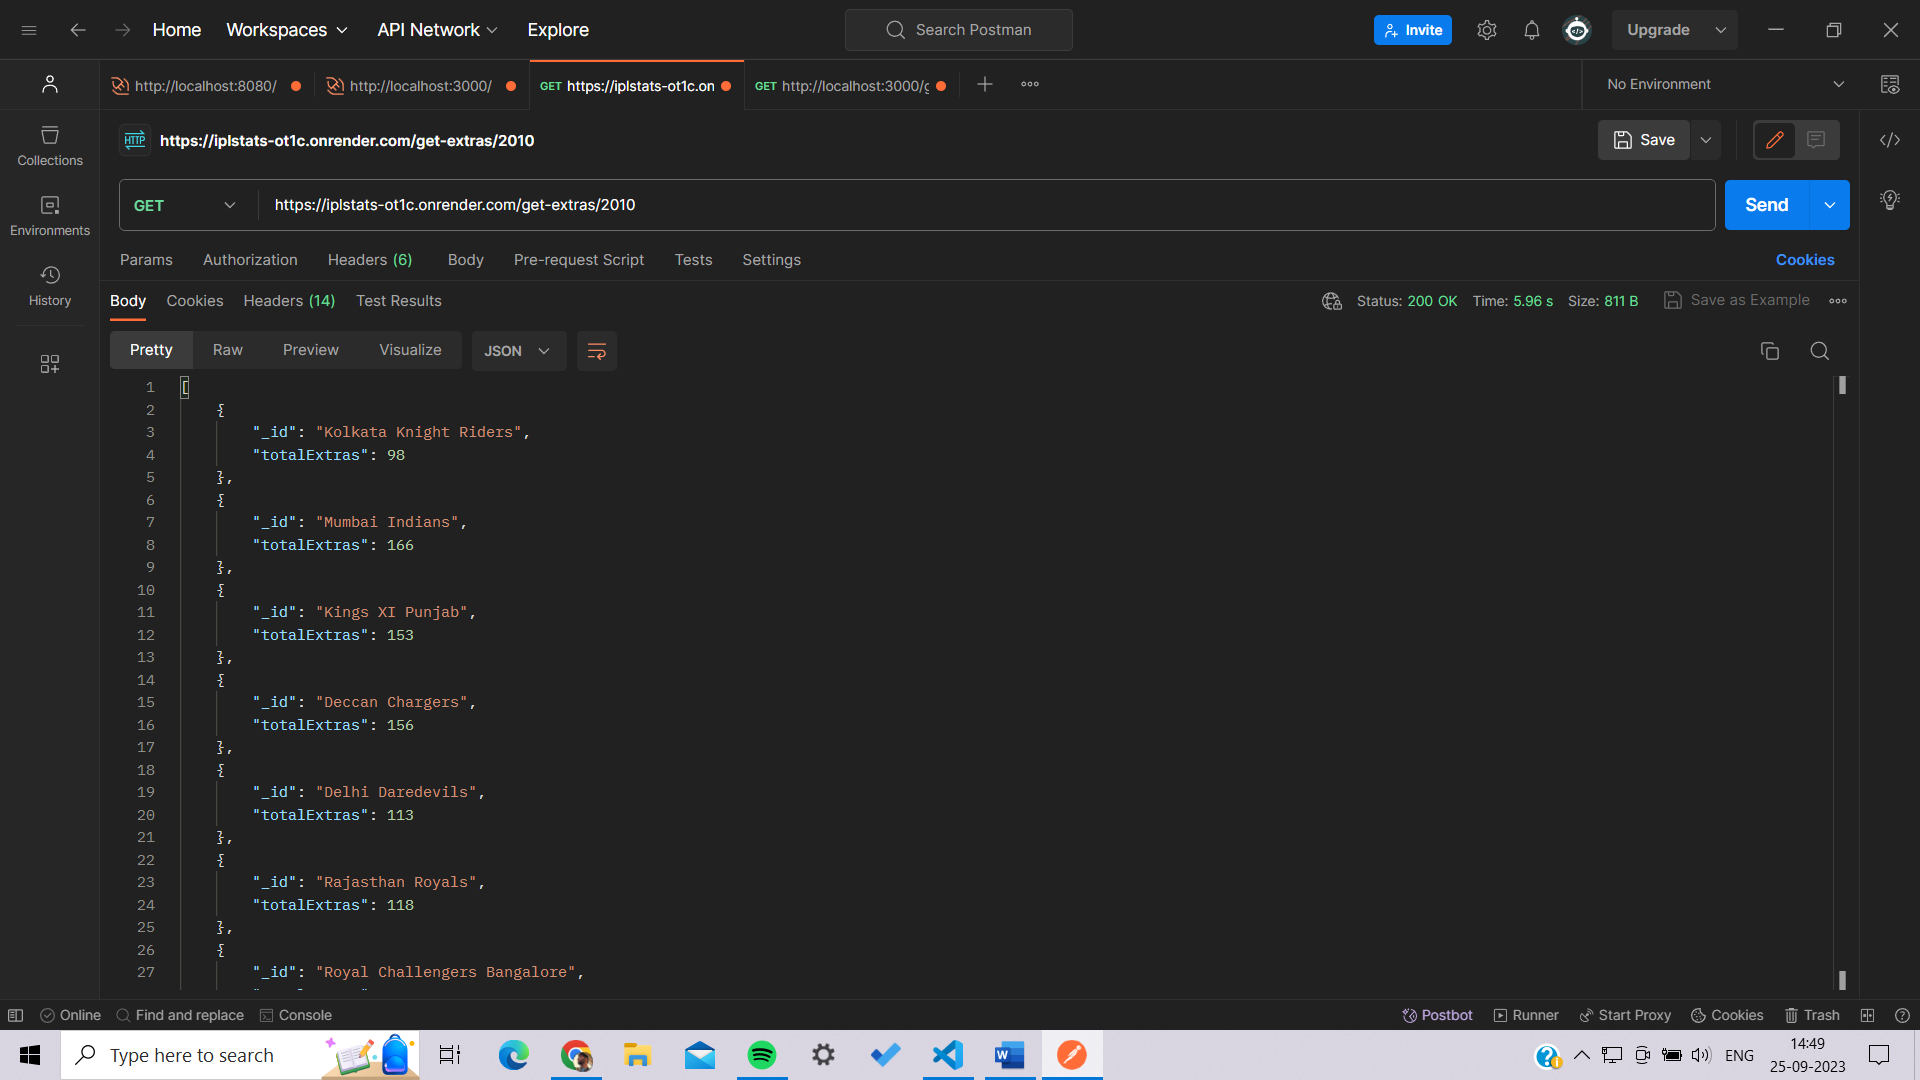 Home Workspaces API Network Explore Search Postman Invite Upgrade
http://localhost:8080/ http://localhost:3000/ GET https://iplstats-ot1c.on GET http://localhost:3000/g No Environment
HTTP https://iplstats-ot1c.onrender.com/get-extras/2010 Save
Collections
Environments
History
GET https://iplstats-ot1c.onrender.com/get-extras/2010 Send
Params Authorization Headers (6) Body Pre-request Script Tests Settings Cookies
Body Cookies Headers (14) Test Results Status: 200 OK Time: 5.96 s Size: 811 B Save as Example
Pretty Raw Preview Visualize JSON
1 [
2 {
3 "_id": "Kolkata Knight Riders",
4 "totalExtras": 98
5 },
6 {
7 "_id": "Mumbai Indians",
8 "totalExtras": 166
9 },
10 {
11 "_id": "Kings XI Punjab",
12 "totalExtras": 153
13 },
14 {
15 "_id": "Deccan Chargers",
16 "totalExtras": 156
17 },
18 {
19 "_id": "Delhi Daredevils",
20 "totalExtras": 113
21 },
22 {
23 "_id": "Rajasthan Royals",
24 "totalExtras": 118
25 },
26 {
27 "_id": "Royal Challengers Bangalore",
Online Find and replace Console Postbot Runner Start Proxy Cookies Trash
Type here to search ENG 14:49
25-09-2023